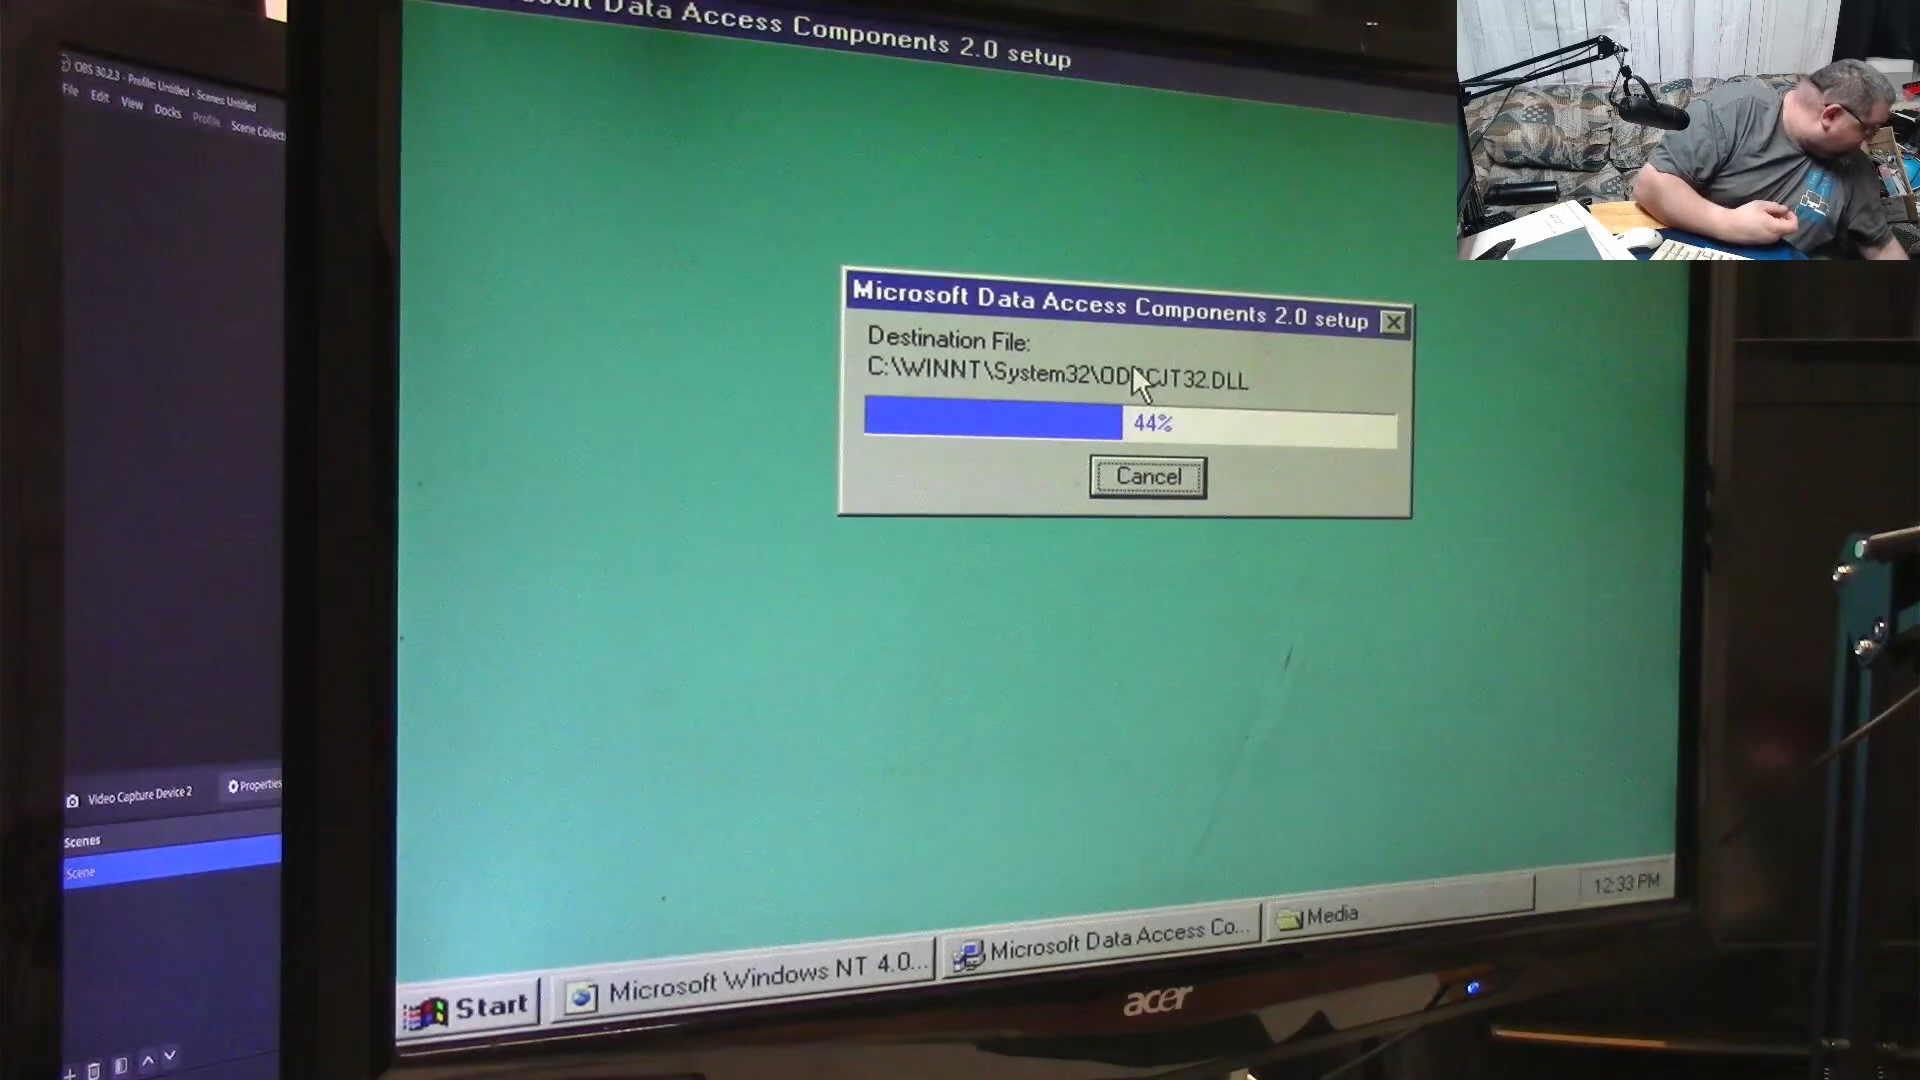 OBS 30.2.3 - Profile: Untitled - Scenes: Untitled
File Edit View Docks Profile Scene Collect
Data Access Components 2.0 setup
Microsoft Data Access Components 2.0 setup
Destination File:
C:\WINNT\System32\OD CJT32.DLL
44%
Cancel
Video Capture Device 2
Properties
Scenes
Scene
12:33 PM
Start
Microsoft Windows NT 4.0...
Microsoft Data Access Co...
Media
acer